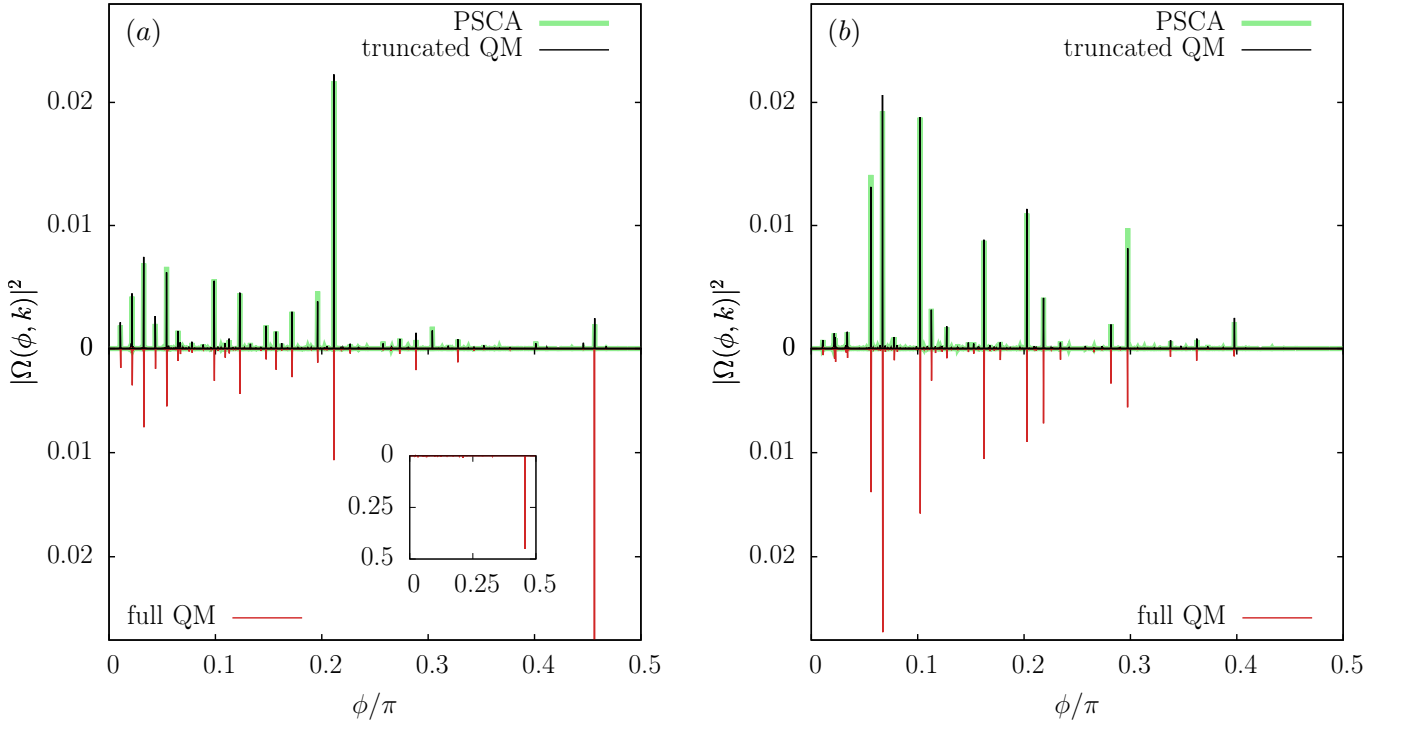 (a)
PSCA
truncated QM
0.02
0.01
0
0.01
0.02
|Ω(ϕ, k)|²
0
0.25
0.5
0 0.25 0.5
full QM
0 0.1 0.2 0.3 0.4 0.5
ϕ/π
(b)
PSCA
truncated QM
0.02
0.01
0
0.01
0.02
|Ω(ϕ, k)|²
full QM
0 0.1 0.2 0.3 0.4 0.5
ϕ/π